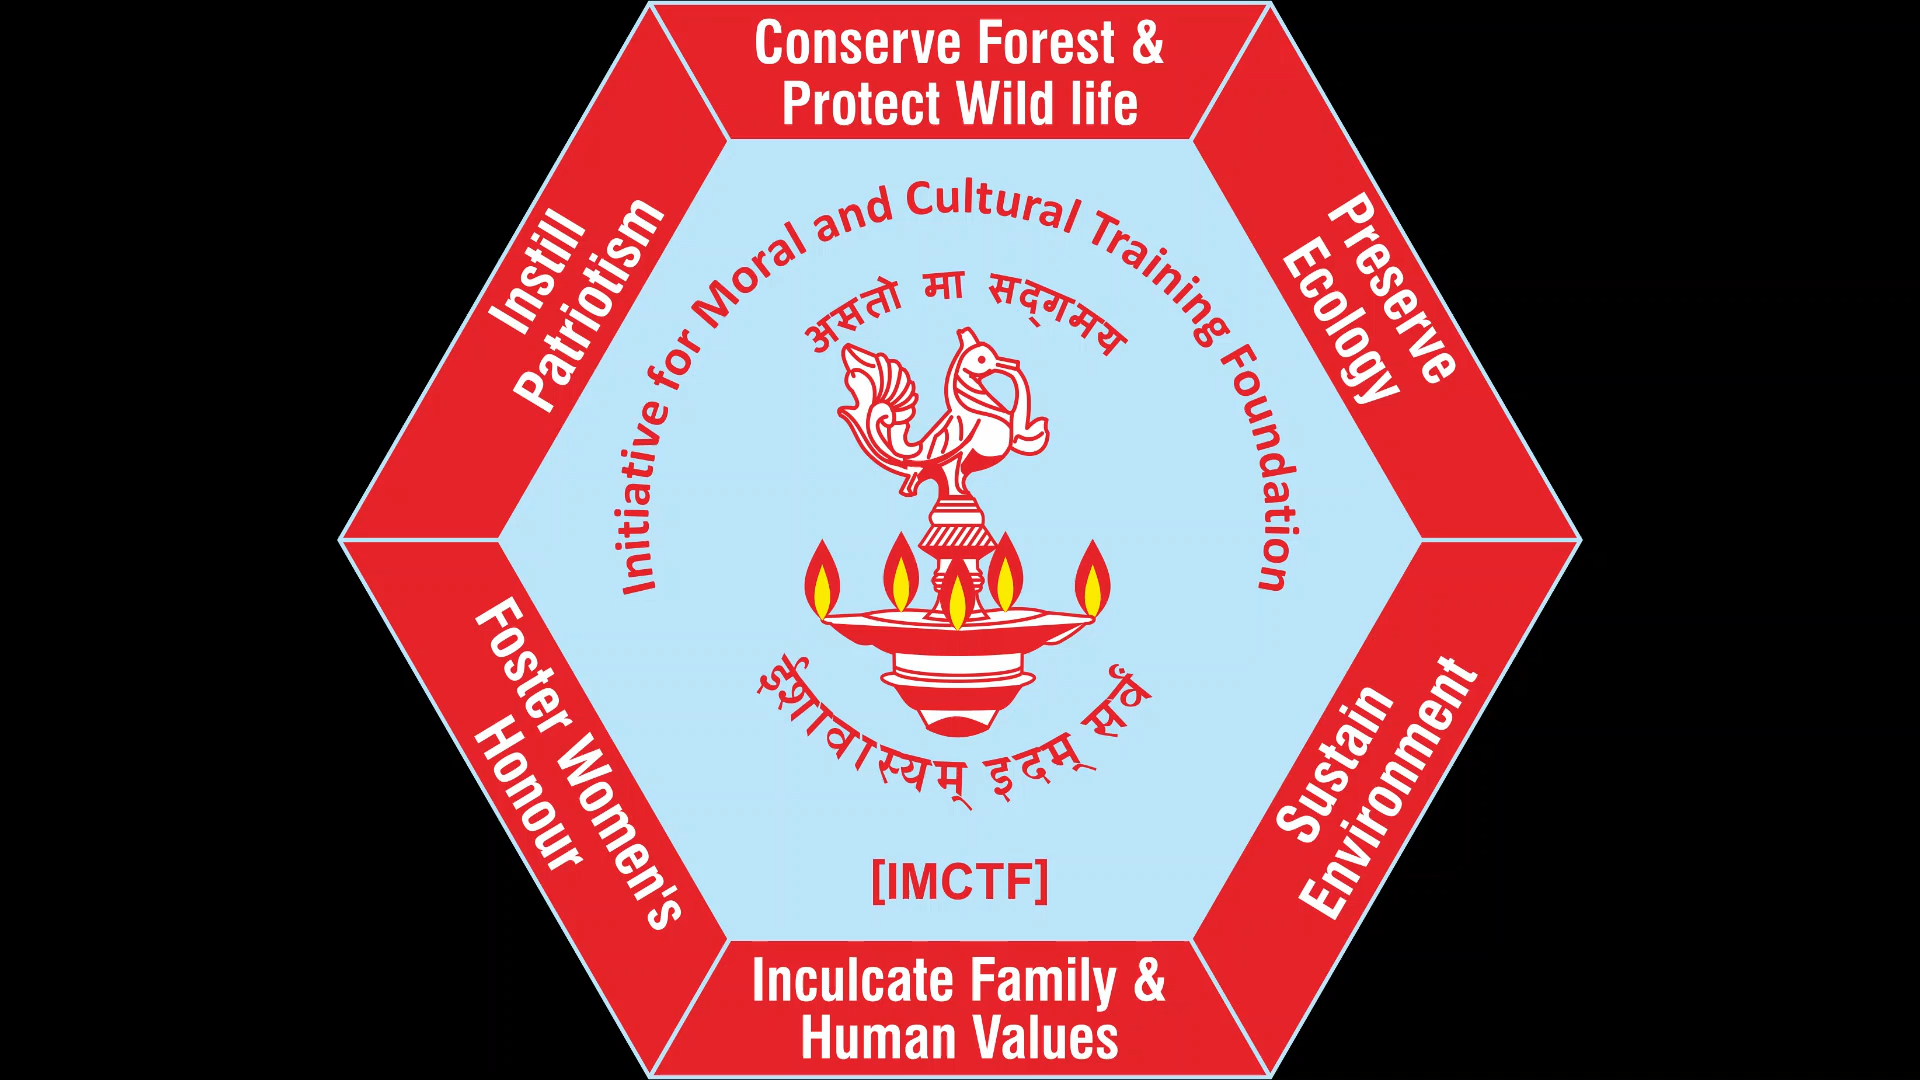 Conserve Forest &
Protect Wild life
Preserve
Ecology
Sustain
Environment
Inculcate Family &
Human Values
Foster Women's
Honour
Instill
Patriotism
Initiative for Moral and Cultural Training Foundation
असतो मा सद्गमय
ईशावास्यम् इदम् सर्वं
[IMCTF]